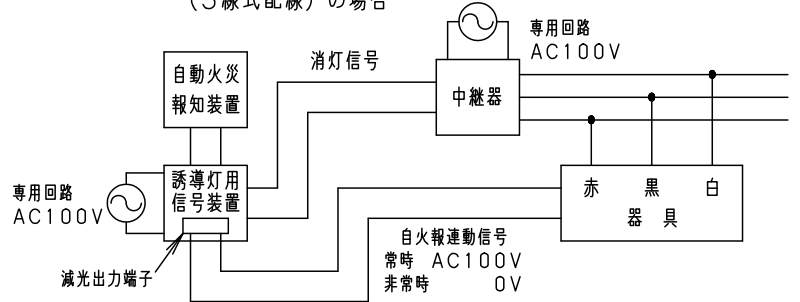 （３線式配線）の場合
専用回路
ＡＣ１００Ｖ
消灯信号
自動火災
報知装置
中継器
誘導灯用
信号装置
専用回路
ＡＣ１００Ｖ
赤　黒　白
器　具
自火報連動信号
常時　ＡＣ１００Ｖ
非常時　　　０Ｖ
減光出力端子